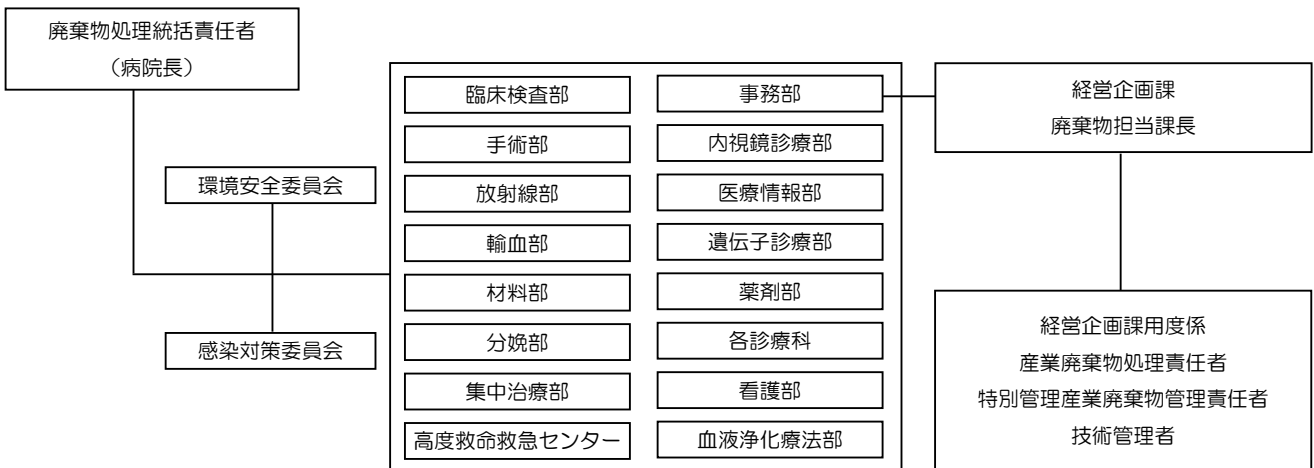 廃棄物処理統括責任者
（病院長）
環境安全委員会
感染対策委員会
臨床検査部
手術部
放射線部
輸血部
材料部
分娩部
集中治療部
高度救命救急センター
事務部
内視鏡診療部
医療情報部
遺伝子診療部
薬剤部
各診療科
看護部
血液浄化療法部
経営企画課
廃棄物担当課長
経営企画課用度係
産業廃棄物処理責任者
特別管理産業廃棄物管理責任者
技術管理者